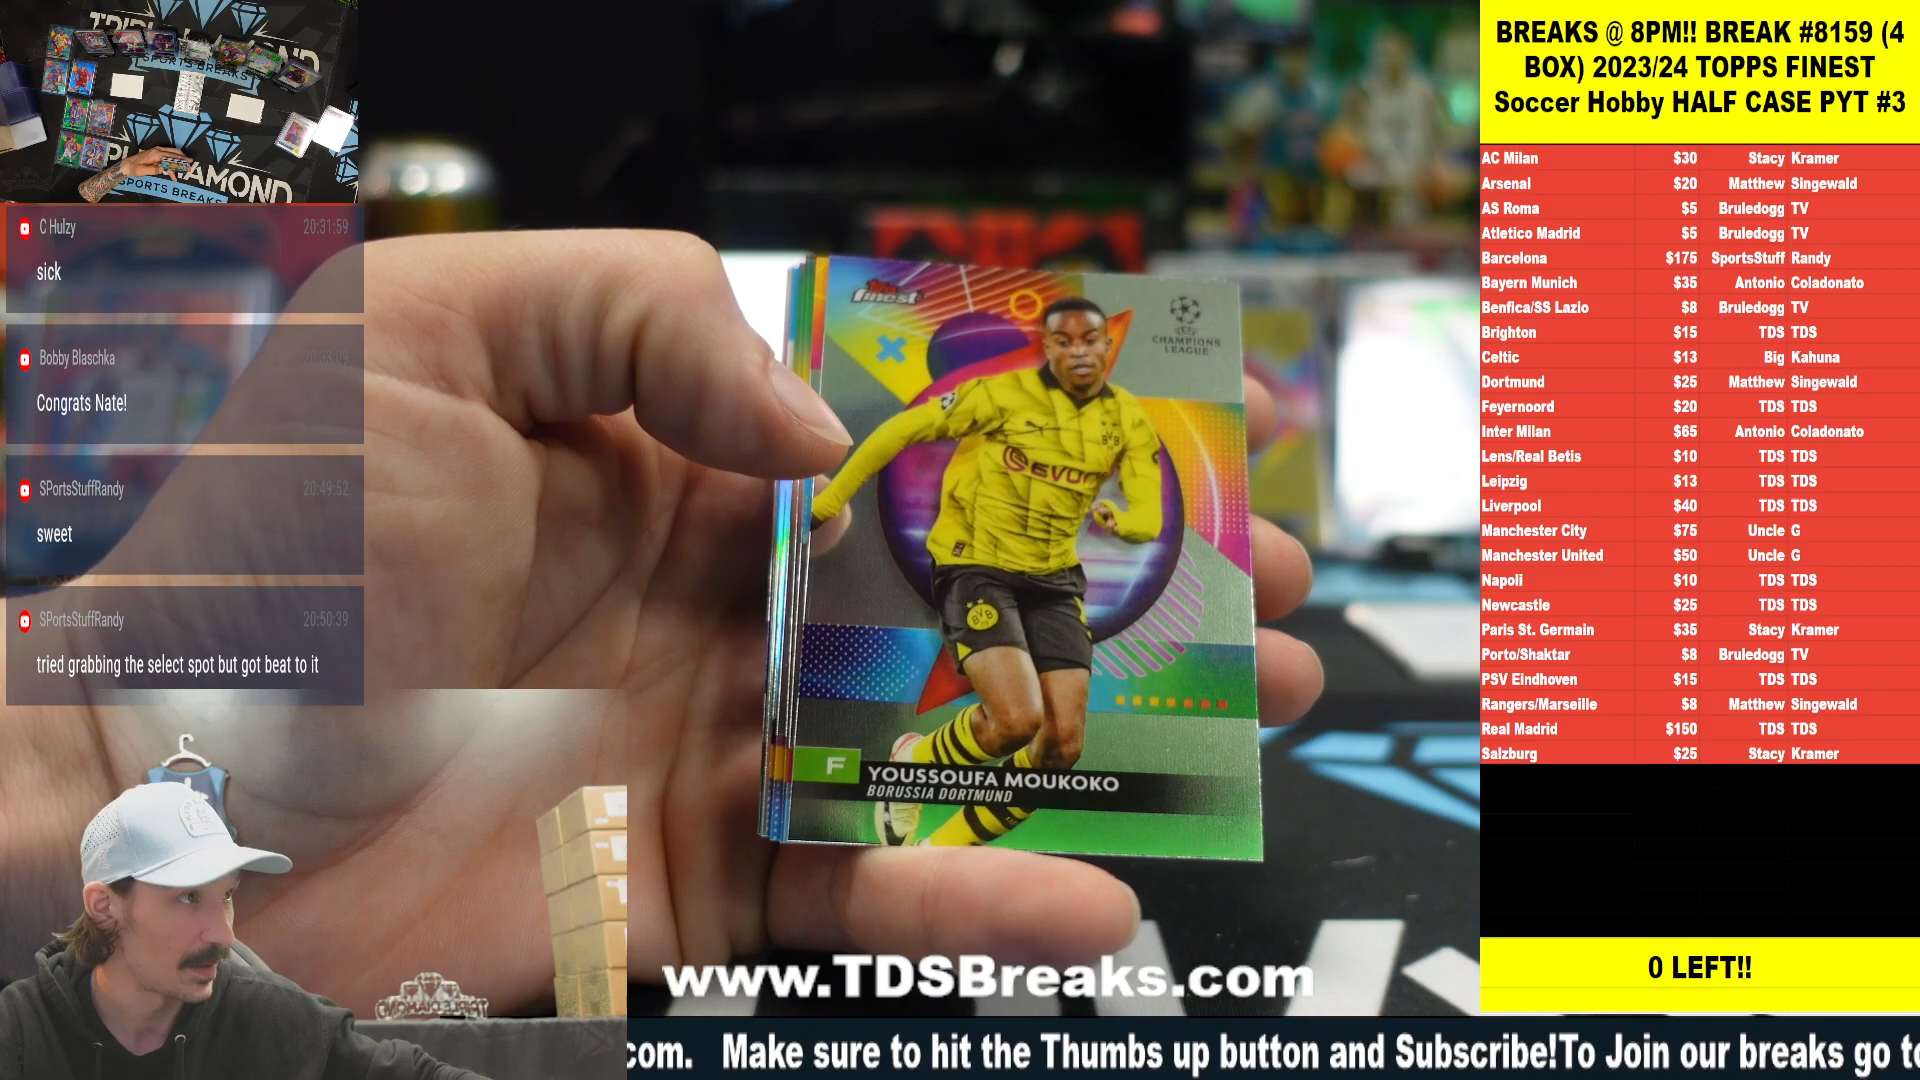 SPORTS BREAKS
AMOND
SPORTS BREAKS
C Hulzy 20:31:59
sick
Bobby Blaschka
Congrats Nate!
SPortsStuffRandy 20:49:52
sweet
SPortsStuffRandy 20:50:39
tried grabbing the select spot but got beat to it
Topps
finest
CHAMPIONS
LEAGUE
BVB
EVO
BVB
F YOUSSOUFA MOUKOKO
BORUSSIA DORTMUND
www.TDSBreaks.com
com. Make sure to hit the Thumbs up button and Subscribe!To Join our breaks go to
BREAKS @ 8PM!! BREAK #8159 (4
BOX) 2023/24 TOPPS FINEST
Soccer Hobby HALF CASE PYT #3
AC Milan $30 Stacy Kramer
Arsenal $20 Matthew Singewald
AS Roma $5 Bruledogg TV
Atletico Madrid $5 Bruledogg TV
Barcelona $175 SportsStuff Randy
Bayern Munich $35 Antonio Coladonato
Benfica/SS Lazio $8 Bruledogg TV
Brighton $15 TDS TDS
Celtic $13 Big Kahuna
Dortmund $25 Matthew Singewald
Feyernoord $20 TDS TDS
Inter Milan $65 Antonio Coladonato
Lens/Real Betis $10 TDS TDS
Leipzig $13 TDS TDS
Liverpool $40 TDS TDS
Manchester City $75 Uncle G
Manchester United $50 Uncle G
Napoli $10 TDS TDS
Newcastle $25 TDS TDS
Paris St. Germain $35 Stacy Kramer
Porto/Shaktar $8 Bruledogg TV
PSV Eindhoven $15 TDS TDS
Rangers/Marseille $8 Matthew Singewald
Real Madrid $150 TDS TDS
Salzburg $25 Stacy Kramer
0 LEFT!!